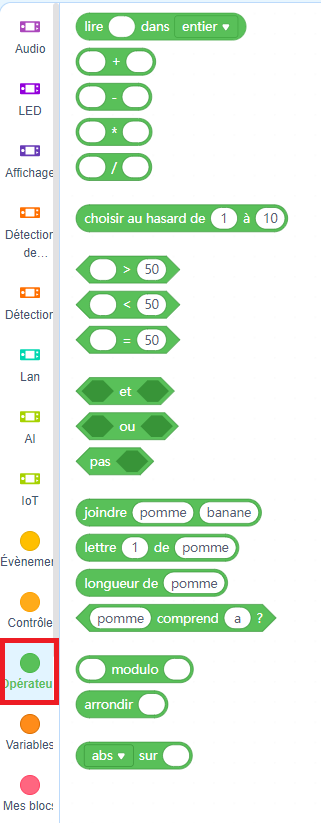 Audio
LED
Affichage
Détection
de...
Détection
Lan
AI
IoT
Évènemen
Contrôle
Opérateu
Variables
Mes blocs
lire dans entier
+
-
*
/
choisir au hasard de 1 à 10
> 50
< 50
= 50
et
ou
pas
joindre pomme banane
lettre 1 de pomme
longueur de pomme
pomme comprend a ?
modulo
arrondir
abs sur